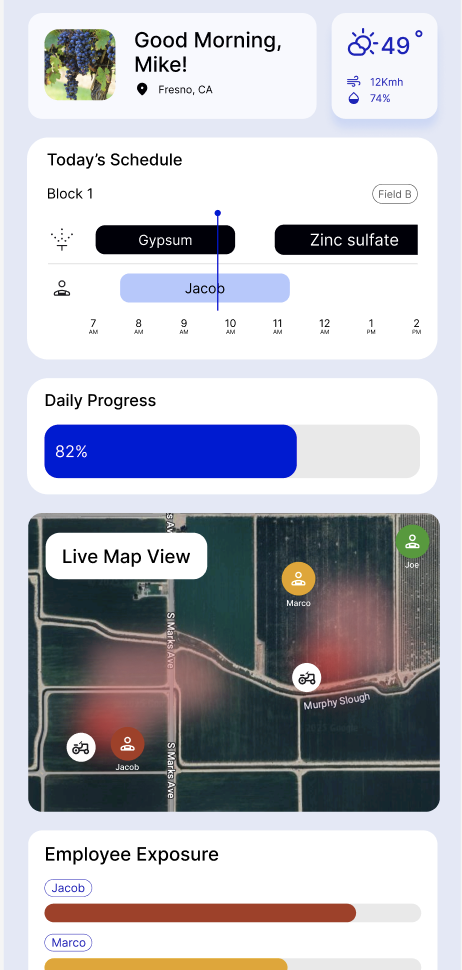 Good Morning,
Mike!
Fresno, CA
49°
12Kmh
74%
Today's Schedule
Block 1
Field B
Gypsum
Zinc sulfate
Jacob
7 8 9 10 11 12 1 2
AM AM AM AM AM AM PM PM
Daily Progress
82%
Live Map View
s Av
Joe
Marco
S Marks Ave
Murphy Slough
Jacob
S Marks Ave
Employee Exposure
Jacob
Marco